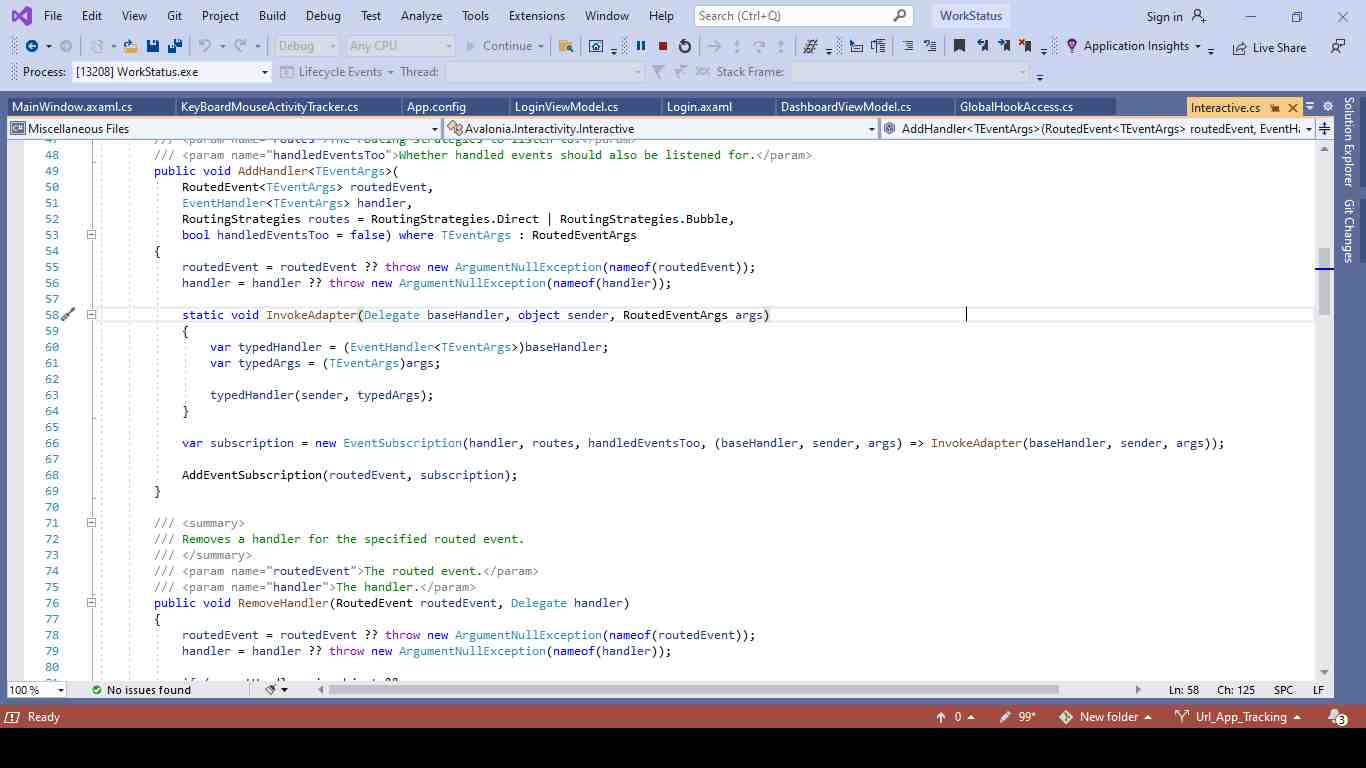 File Edit View Git Project Build Debug Test Analyze Tools Extensions Window Help Search (Ctrl+Q) WorkStatus Sign in
Debug Any CPU Continue Application Insights Live Share
Process: [13208] WorkStatus.exe Lifecycle Events Thread: Stack Frame:
MainWindow.axaml.cs KeyBoardMouseActivityTracker.cs App.config LoginViewModel.cs Login.axaml DashboardViewModel.cs GlobalHookAccess.cs Interactive.cs
Miscellaneous Files Avalonia.Interactivity.Interactive AddHandler<TEventArgs>(RoutedEvent<TEventArgs> routedEvent, EventHa
47 /// <param name="routes">The routing strategies to listen to.</param>
48 /// <param name="handledEventsToo">Whether handled events should also be listened for.</param>
49 public void AddHandler<TEventArgs>(
50 RoutedEvent<TEventArgs> routedEvent,
51 EventHandler<TEventArgs> handler,
52 RoutingStrategies routes = RoutingStrategies.Direct | RoutingStrategies.Bubble,
53 bool handledEventsToo = false) where TEventArgs : RoutedEventArgs
54 {
55 routedEvent = routedEvent ?? throw new ArgumentNullException(nameof(routedEvent));
56 handler = handler ?? throw new ArgumentNullException(nameof(handler));
57
58 static void InvokeAdapter(Delegate baseHandler, object sender, RoutedEventArgs args)
59 {
60 var typedHandler = (EventHandler<TEventArgs>)baseHandler;
61 var typedArgs = (TEventArgs)args;
62
63 typedHandler(sender, typedArgs);
64 }
65
66 var subscription = new EventSubscription(handler, routes, handledEventsToo, (baseHandler, sender, args) => InvokeAdapter(baseHandler, sender, args));
67
68 AddEventSubscription(routedEvent, subscription);
69 }
70
71 /// <summary>
72 /// Removes a handler for the specified routed event.
73 /// </summary>
74 /// <param name="routedEvent">The routed event.</param>
75 /// <param name="handler">The handler.</param>
76 public void RemoveHandler(RoutedEvent routedEvent, Delegate handler)
77 {
78 routedEvent = routedEvent ?? throw new ArgumentNullException(nameof(routedEvent));
79 handler = handler ?? throw new ArgumentNullException(nameof(handler));
80
Solution Explorer
Git Changes
100 % No issues found Ln: 58 Ch: 125 SPC LF
Ready 0 99* New folder Url_App_Tracking 3